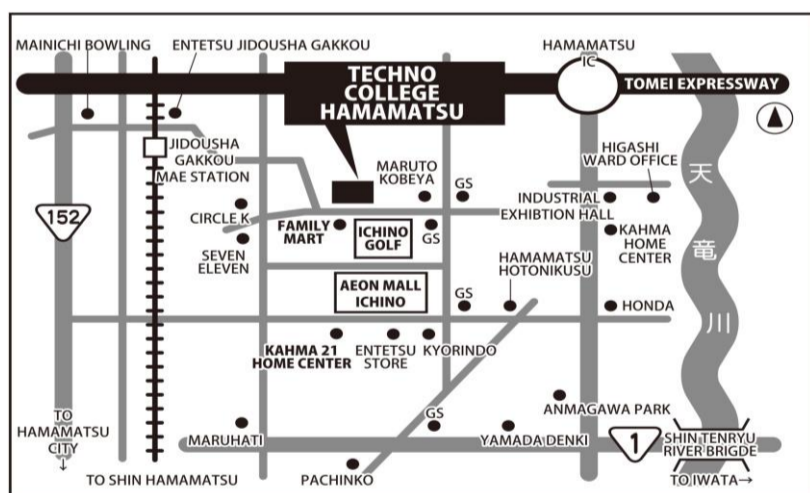 MAINICHI BOWLING
ENTETSU JIDOUSHA GAKKOU
HAMAMATSU
IC
TECHNO
COLLEGE
HAMAMATSU
TOMEI EXPRESSWAY
JIDOUSHA
GAKKOU
MAE STATION
MARUTO
KOBEYA
GS
HIGASHI
WARD OFFICE
天
竜
川
152
CIRCLE K
FAMILY
MART
ICHINO
GOLF
GS
INDUSTRIAL
EXHIBTION HALL
KAHMA
HOME
CENTER
SEVEN
ELEVEN
HAMAMATSU
HOTONIKUSU
AEON MALL
ICHINO
GS
HONDA
KAHMA 21
HOME CENTER
ENTETSU
STORE
KYORINDO
ANMAGAWA PARK
TO
HAMAMATSU
CITY
↓
MARUHATI
GS
YAMADA DENKI
1
SHIN TENRYU
RIVER BRIGDE
TO SHIN HAMAMATSU
PACHINKO
TO IWATA→